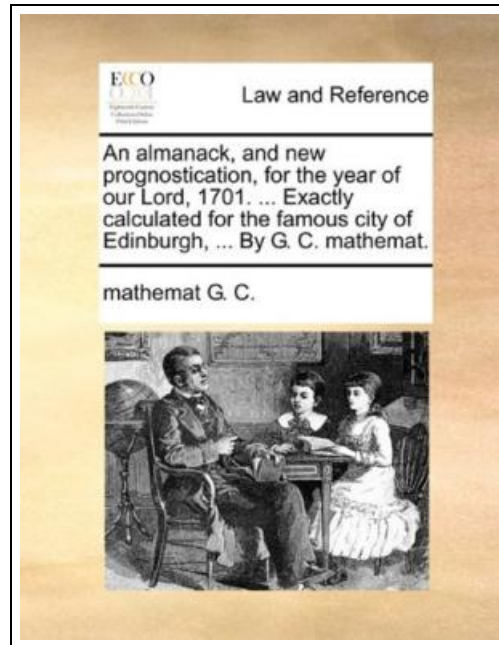 ECCO
Law and Reference
An almanack, and new
prognostication, for the year of
our Lord, 1701. ... Exactly
calculated for the famous city of
Edinburgh, ... By G. C. mathemat.
mathemat G. C.